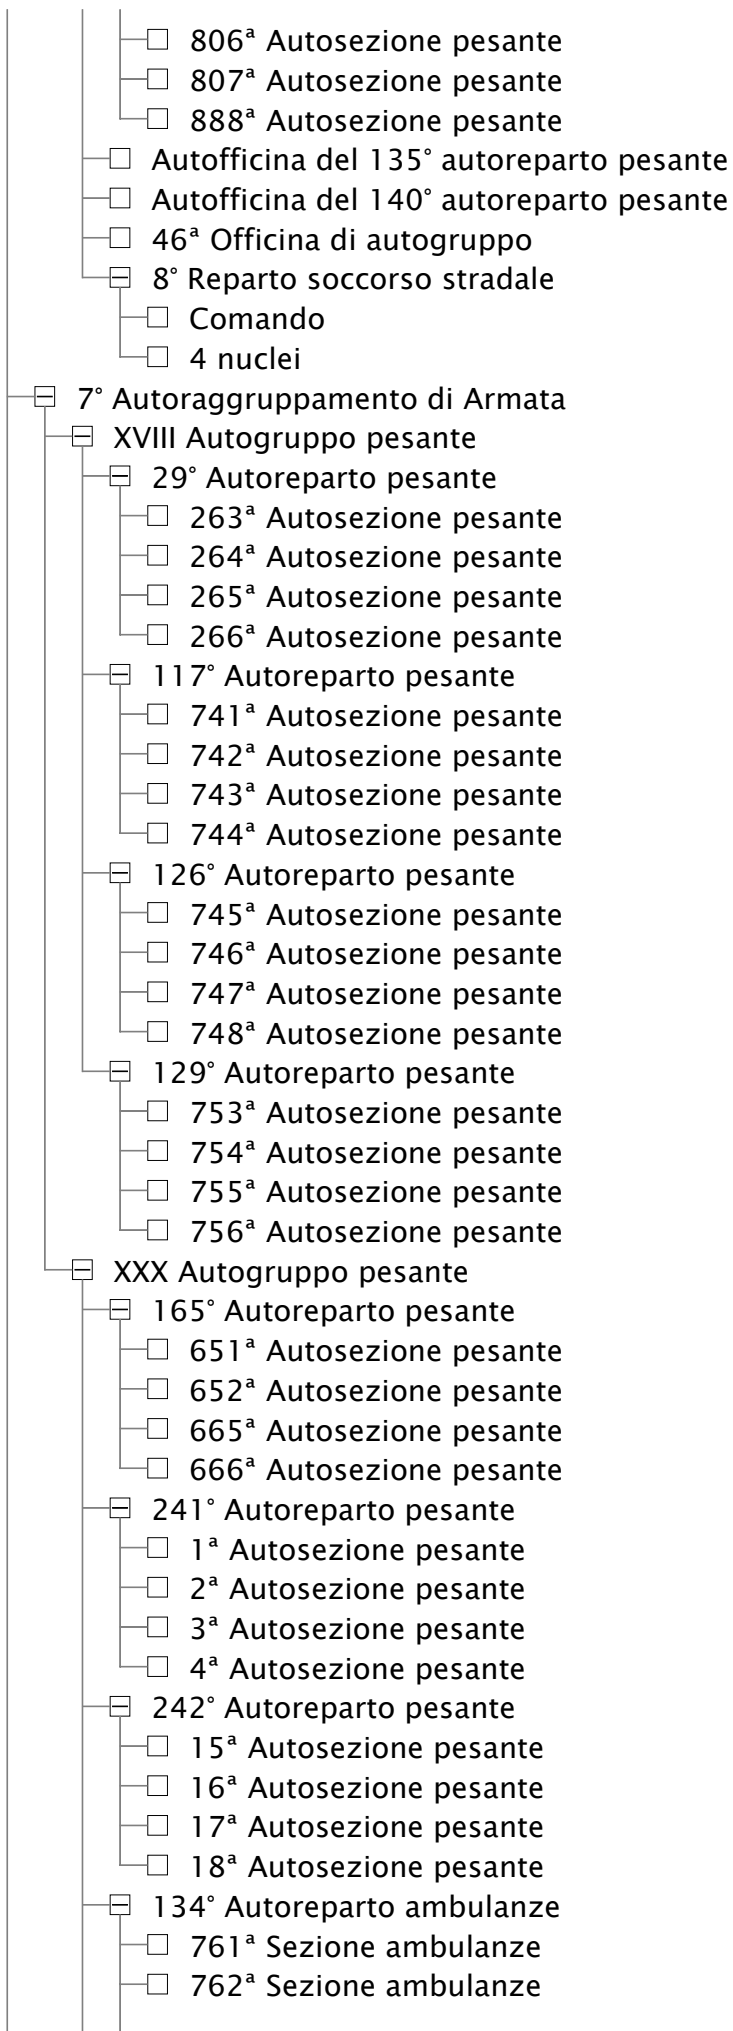 806ª Autosezione pesante
807ª Autosezione pesante
888ª Autosezione pesante
Autofficina del 135° autoreparto pesante
Autofficina del 140° autoreparto pesante
46ª Officina di autogruppo
8° Reparto soccorso stradale
Comando
4 nuclei
7° Autoraggruppamento di Armata
XVIII Autogruppo pesante
29° Autoreparto pesante
263ª Autosezione pesante
264ª Autosezione pesante
265ª Autosezione pesante
266ª Autosezione pesante
117° Autoreparto pesante
741ª Autosezione pesante
742ª Autosezione pesante
743ª Autosezione pesante
744ª Autosezione pesante
126° Autoreparto pesante
745ª Autosezione pesante
746ª Autosezione pesante
747ª Autosezione pesante
748ª Autosezione pesante
129° Autoreparto pesante
753ª Autosezione pesante
754ª Autosezione pesante
755ª Autosezione pesante
756ª Autosezione pesante
XXX Autogruppo pesante
165° Autoreparto pesante
651ª Autosezione pesante
652ª Autosezione pesante
665ª Autosezione pesante
666ª Autosezione pesante
241° Autoreparto pesante
1ª Autosezione pesante
2ª Autosezione pesante
3ª Autosezione pesante
4ª Autosezione pesante
242° Autoreparto pesante
15ª Autosezione pesante
16ª Autosezione pesante
17ª Autosezione pesante
18ª Autosezione pesante
134° Autoreparto ambulanze
761ª Sezione ambulanze
762ª Sezione ambulanze